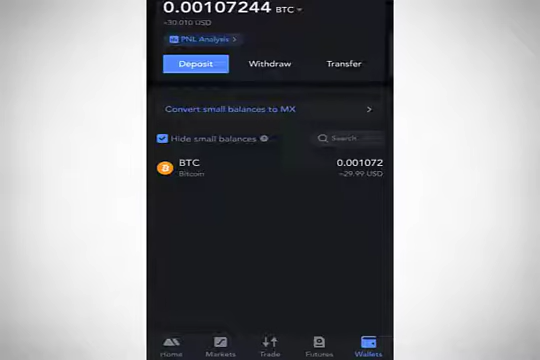 0.00107244 BTC
≈30.010 USD
PNL Analysis >
Deposit Withdraw Transfer
Convert small balances to MX >
Hide small balances Search
BTC 0.001072
Bitcoin ≈29.99 USD
Home Markets Trade Futures Wallets